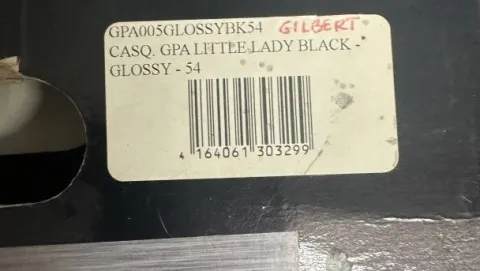 GPA005GLOSSYBK54 GILBERT
CASQ. GPA LITTLE LADY BLACK -
GLOSSY - 54
4 164061 303299